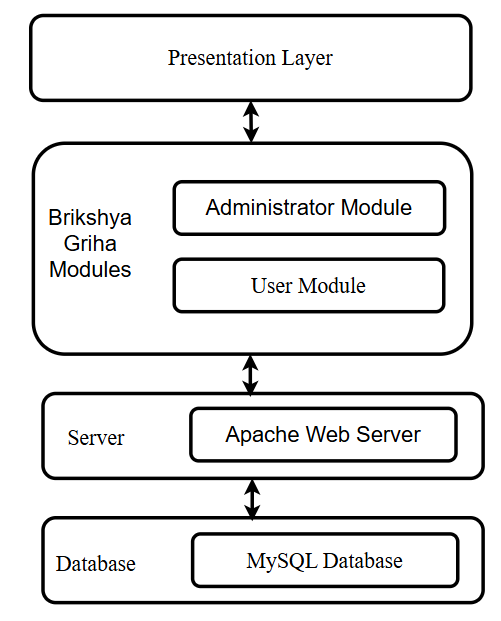 Presentation Layer
Brikshya
Griha
Modules
Administrator Module
User Module
Server
Apache Web Server
Database
MySQL Database